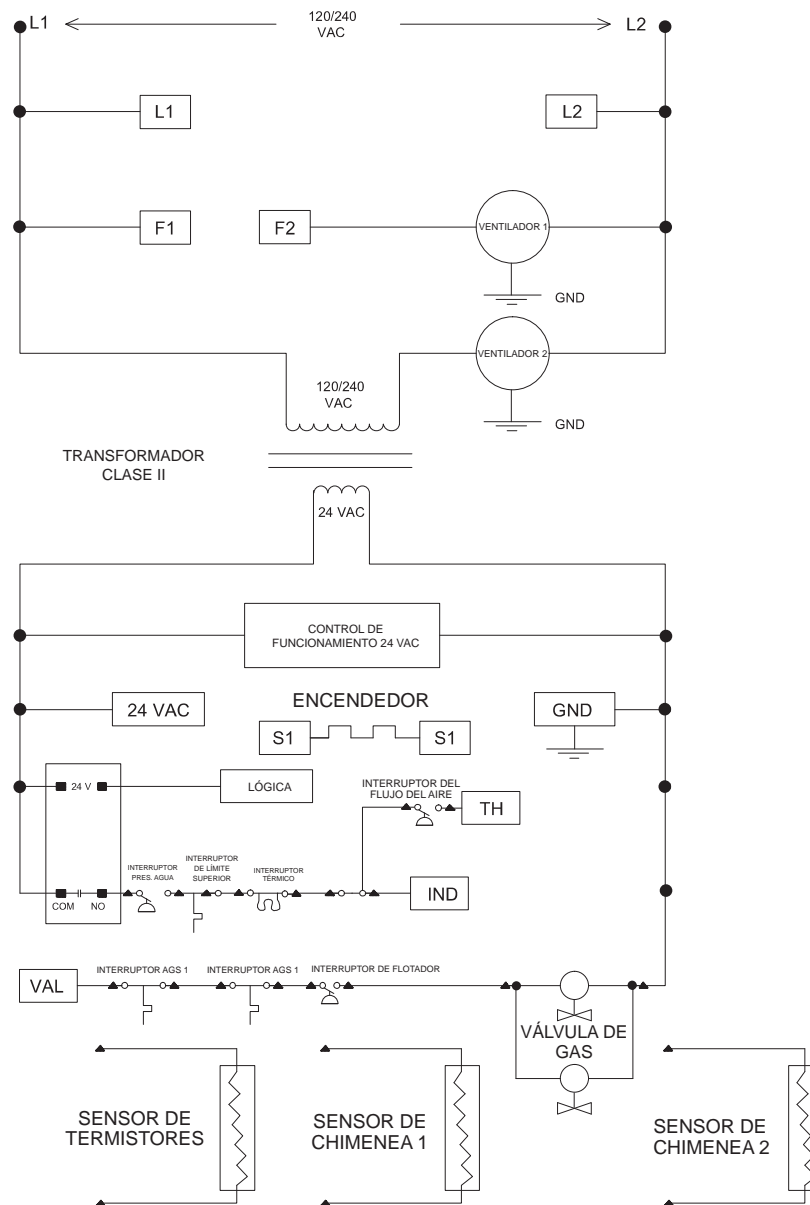 L1
120/240
VAC
L2
L1
L2
F1
F2
VENTILADOR 1
GND
VENTILADOR 2
120/240
VAC
GND
TRANSFORMADOR
CLASE II
24 VAC
CONTROL DE
FUNCIONAMIENTO 24 VAC
ENCENDEDOR
24 VAC
GND
S1
S1
24 V
LÓGICA
INTERRUPTOR DEL
FLUJO DEL AIRE
TH
INTERRUPTOR
PRES. AGUA
INTERRUPTOR
DE LÍMITE
SUPERIOR
INTERRUPTOR
TÉRMICO
IND
COM
NO
INTERRUPTOR AGS 1
INTERRUPTOR AGS 1
INTERRUPTOR DE FLOTADOR
VAL
VÁLVULA DE
GAS
SENSOR DE
TERMISTORES
SENSOR DE
CHIMENEA 1
SENSOR DE
CHIMENEA 2